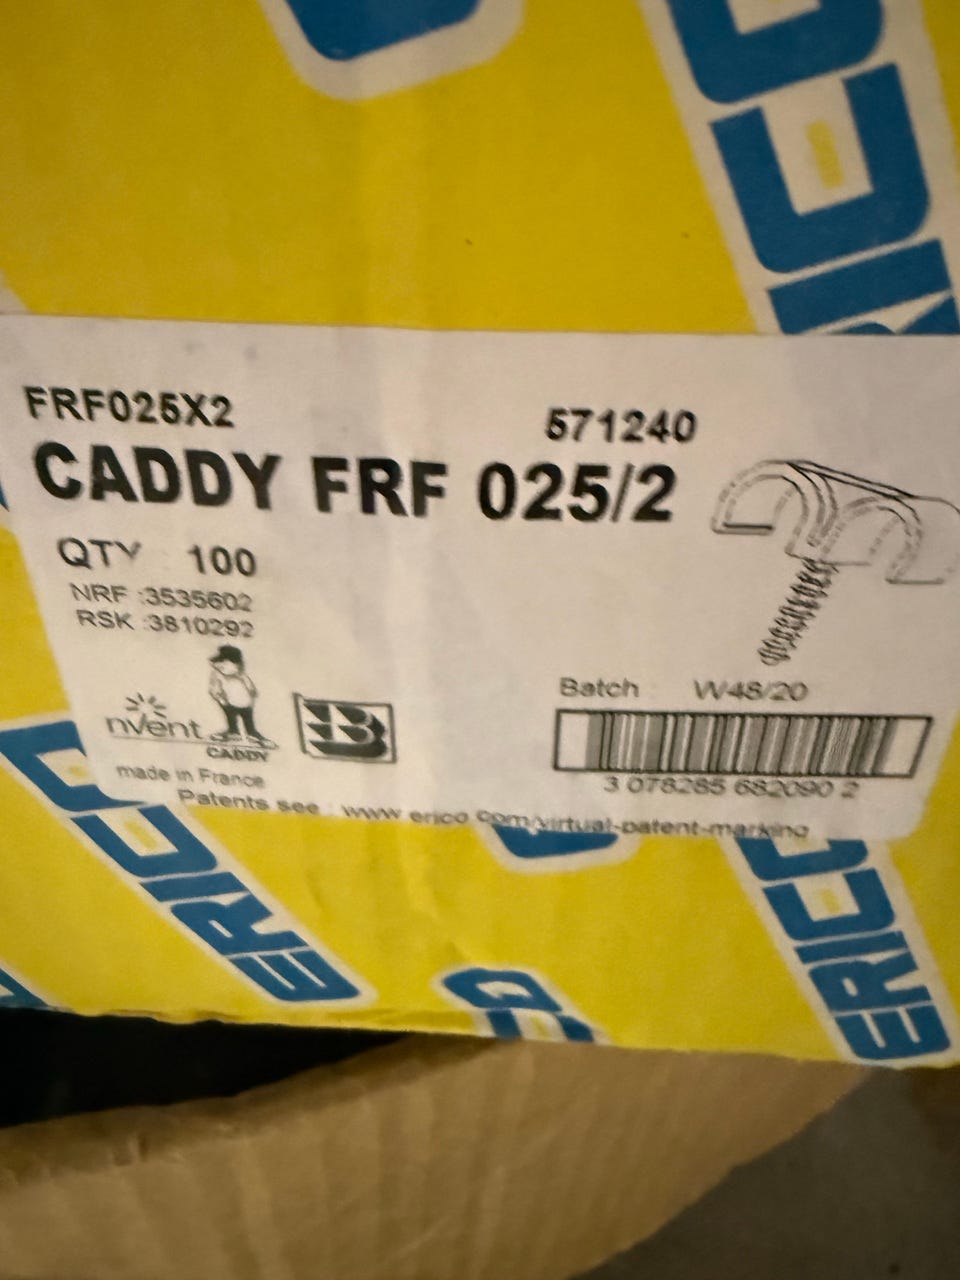 ERICO
FRF025X2 571240
CADDY FRF 025/2
QTY 100
NRF :3535602
RSK :3810292
Batch W48/20
nVent
CADDY
B
3 078285 682090 2
made in France
Patents see : www.erico.com/virtual-patent-marking
ERICO
ERICO